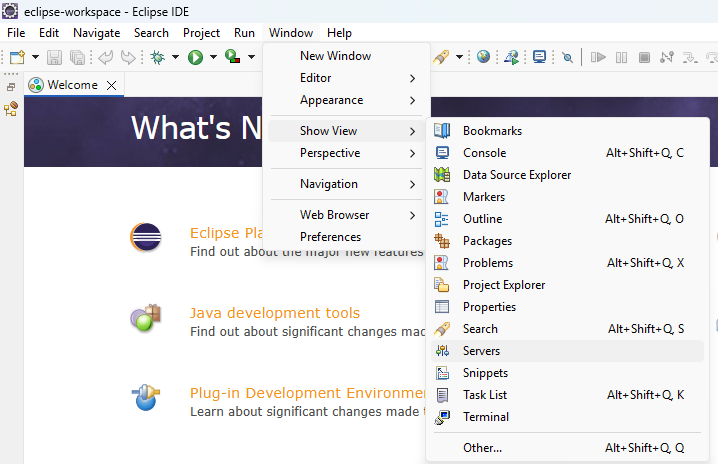 eclipse-workspace - Eclipse IDE
File Edit Navigate Search Project Run Window Help
Welcome
What's N
Eclipse Pla
Find out about the major new features
Java development tools
Find out about significant changes mad
Plug-in Development Environme
Learn about significant changes made t
New Window
Editor
Appearance
Show View
Perspective
Navigation
Web Browser
Preferences
Bookmarks
Console Alt+Shift+Q, C
Data Source Explorer
Markers
Outline Alt+Shift+Q, O
Packages
Problems Alt+Shift+Q, X
Project Explorer
Properties
Search Alt+Shift+Q, S
Servers
Snippets
Task List Alt+Shift+Q, K
Terminal
Other... Alt+Shift+Q, Q